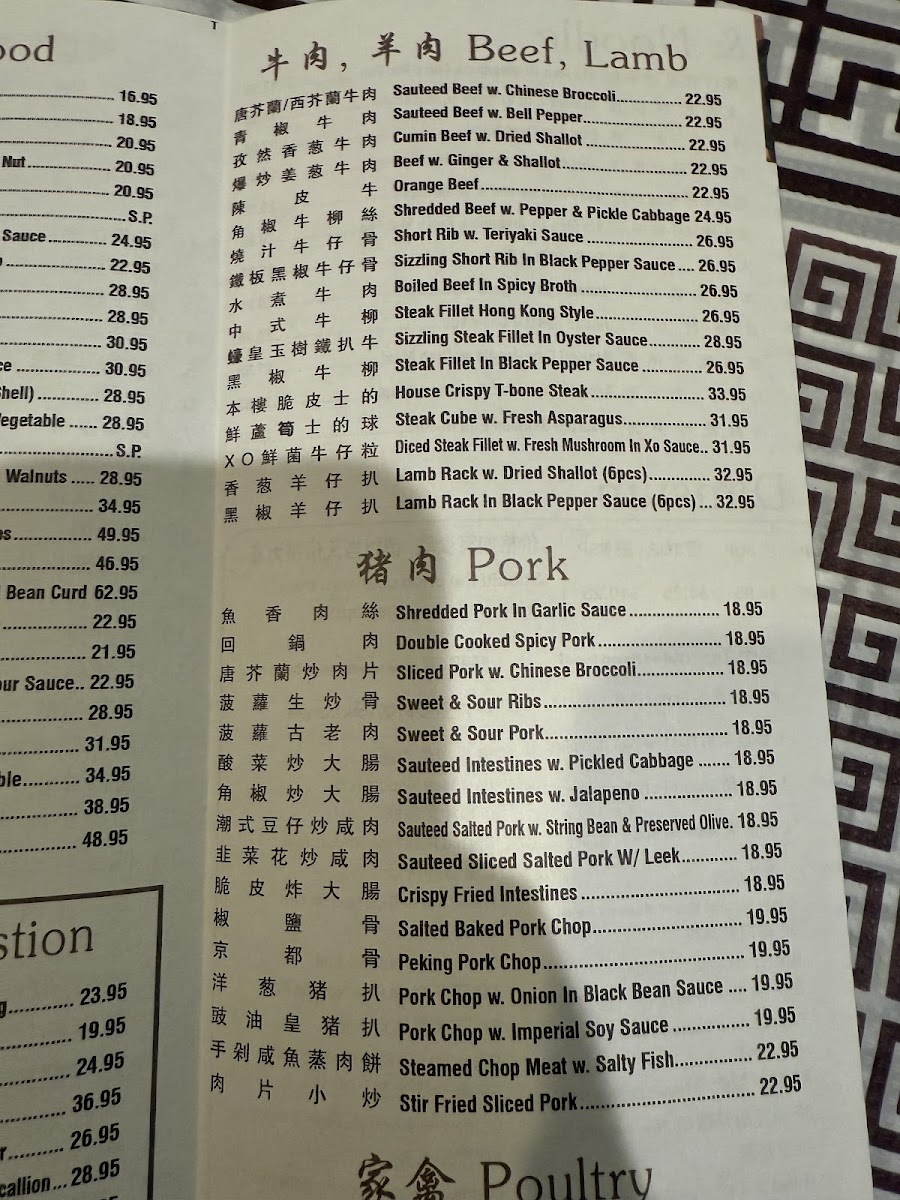 ood
16.95
18.95
20.95
Nut 20.95
20.95
S.P.
Sauce 24.95
22.95
28.95
28.95
30.95
ce 30.95
Shell) 28.95
Vegetable 28.95
S.P.
Walnuts 28.95
34.95
es 49.95
46.95
Bean Curd 62.95
22.95
21.95
our Sauce.. 22.95
28.95
31.95
ble 34.95
38.95
48.95
stion
g 23.95
19.95
24.95
36.95
r 26.95
callion 28.95
牛肉, 羊肉 Beef, Lamb
唐芥蘭/西芥蘭牛肉 Sauteed Beef w. Chinese Broccoli 22.95
青椒牛肉 Sauteed Beef w. Bell Pepper 22.95
孜然香葱牛肉 Cumin Beef w. Dried Shallot 22.95
爆炒姜葱牛肉 Beef w. Ginger & Shallot 22.95
陳皮牛 Orange Beef 22.95
角椒牛柳絲 Shredded Beef w. Pepper & Pickle Cabbage 24.95
燒汁牛仔骨 Short Rib w. Teriyaki Sauce 26.95
鐵板黑椒牛仔骨 Sizzling Short Rib In Black Pepper Sauce 26.95
水煮牛肉 Boiled Beef In Spicy Broth 26.95
中式牛柳 Steak Fillet Hong Kong Style 26.95
蠔皇玉樹鐵扒牛 Sizzling Steak Fillet In Oyster Sauce 28.95
黑椒牛柳 Steak Fillet In Black Pepper Sauce 26.95
本樓脆皮士的 House Crispy T-bone Steak 33.95
鮮蘆筍士的球 Steak Cube w. Fresh Asparagus 31.95
XO鮮菌牛仔粒 Diced Steak Fillet w. Fresh Mushroom In Xo Sauce.. 31.95
香葱羊仔扒 Lamb Rack w. Dried Shallot (6pcs) 32.95
黑椒羊仔扒 Lamb Rack In Black Pepper Sauce (6pcs) 32.95
猪肉 Pork
魚香肉絲 Shredded Pork In Garlic Sauce 18.95
回鍋肉 Double Cooked Spicy Pork 18.95
唐芥蘭炒肉片 Sliced Pork w. Chinese Broccoli 18.95
菠蘿生炒骨 Sweet & Sour Ribs 18.95
菠蘿古老肉 Sweet & Sour Pork 18.95
酸菜炒大腸 Sauteed Intestines w. Pickled Cabbage 18.95
角椒炒大腸 Sauteed Intestines w. Jalapeno 18.95
潮式豆仔炒咸肉 Sauteed Salted Pork w. String Bean & Preserved Olive. 18.95
韭菜花炒咸肉 Sauteed Sliced Salted Pork W/ Leek 18.95
脆皮炸大腸 Crispy Fried Intestines 18.95
椒鹽骨 Salted Baked Pork Chop 19.95
京都骨 Peking Pork Chop 19.95
洋葱猪扒 Pork Chop w. Onion In Black Bean Sauce 19.95
豉油皇猪扒 Pork Chop w. Imperial Soy Sauce 19.95
手剁咸魚蒸肉餅 Steamed Chop Meat w. Salty Fish 22.95
肉片小炒 Stir Fried Sliced Pork 22.95
家禽 Poultry